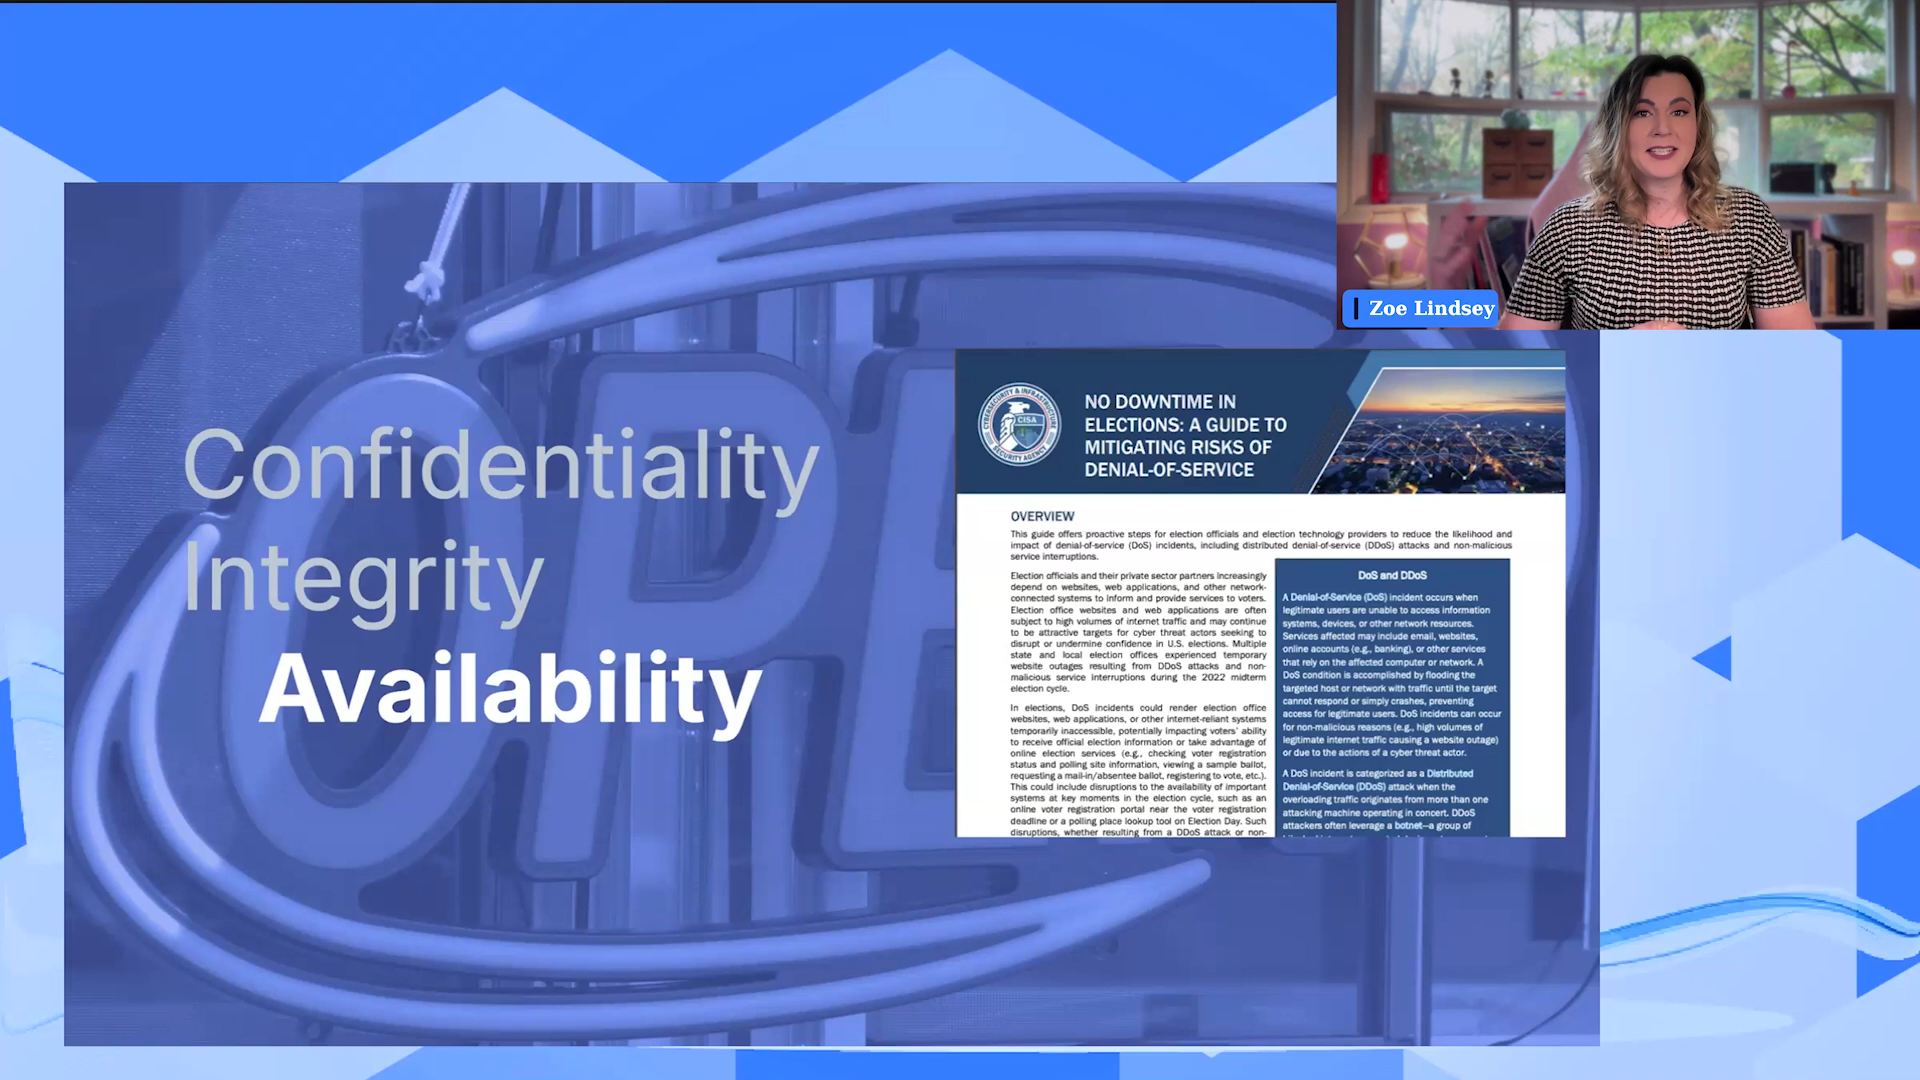 Zoe Lindsey
OPE
Confidentiality
Integrity
Availability
CYBERSECURITY & INFRASTRUCTURE
CISA
SECURITY AGENCY
NO DOWNTIME IN
ELECTIONS: A GUIDE TO
MITIGATING RISKS OF
DENIAL-OF-SERVICE
OVERVIEW
This guide offers proactive steps for election officials and election technology providers to reduce the likelihood and
impact of denial-of-service (DoS) incidents, including distributed denial-of-service (DDoS) attacks and non-malicious
service interruptions.
Election officials and their private sector partners increasingly
depend on websites, web applications, and other network-
connected systems to inform and provide services to voters.
Election office websites and web applications are often
subject to high volumes of internet traffic and may continue
to be attractive targets for cyber threat actors seeking to
disrupt or undermine confidence in U.S. elections. Multiple
state and local election offices experienced temporary
website outages resulting from DDoS attacks and non-
malicious service interruptions during the 2022 midterm
election cycle.
In elections, DoS incidents could render election office
websites, web applications, or other internet-reliant systems
temporarily inaccessible, potentially impacting voters' ability
to receive official election information or take advantage of
online election services (e.g., checking voter registration
status and polling site information, viewing a sample ballot,
requesting a mail-in/absentee ballot, registering to vote, etc.).
This could include disruptions to the availability of important
systems at key moments in the election cycle, such as an
online voter registration portal near the voter registration
deadline or a polling place lookup tool on Election Day. Such
disruptions, whether resulting from a DDoS attack or non-
DoS and DDoS
A Denial-of-Service (DoS) incident occurs when
legitimate users are unable to access information
systems, devices, or other network resources.
Services affected may include email, websites,
online accounts (e.g., banking), or other services
that rely on the affected computer or network. A
DoS condition is accomplished by flooding the
targeted host or network with traffic until the target
cannot respond or simply crashes, preventing
access for legitimate users. DoS incidents can occur
for non-malicious reasons (e.g., high volumes of
legitimate internet traffic causing a website outage)
or due to the actions of a cyber threat actor.
A DoS incident is categorized as a Distributed
Denial-of-Service (DDoS) attack when the
overloading traffic originates from more than one
attacking machine operating in concert. DDoS
attackers often leverage a botnet—a group of